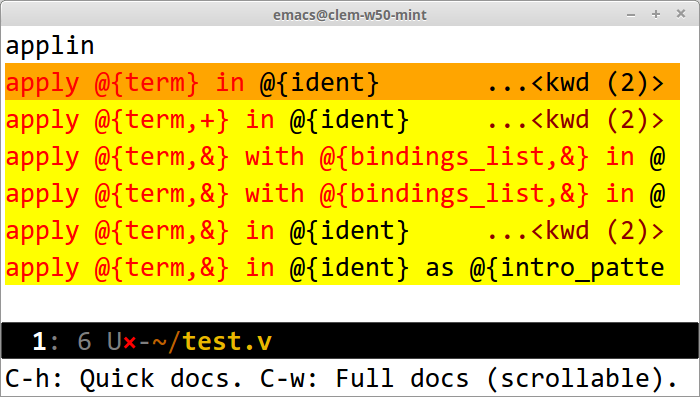 emacs@clem-w50-mint
applin
apply @{term} in @{ident} ...<kwd (2)>
apply @{term,+} in @{ident} ...<kwd (2)>
apply @{term,&} with @{bindings_list,&} in @
apply @{term,&} with @{bindings_list,&} in @
apply @{term,&} in @{ident} ...<kwd (2)>
apply @{term,&} in @{ident} as @{intro_patte
1: 6 U×-~/test.v
C-h: Quick docs. C-w: Full docs (scrollable).